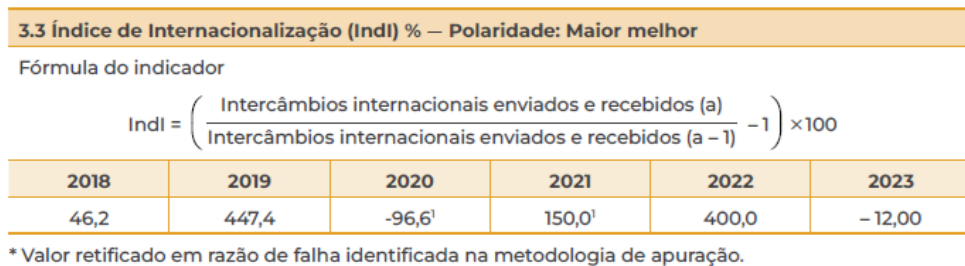 3.3 Índice de Internacionalização (IndI) % — Polaridade: Maior melhor
Fórmula do indicador
IndI = ( Intercâmbios internacionais enviados e recebidos (a) / Intercâmbios internacionais enviados e recebidos (a – 1) – 1 ) ×100
2018 2019 2020 2021 2022 2023
46,2 447,4 -96,6¹ 150,0¹ 400,0 – 12,00
* Valor retificado em razão de falha identificada na metodologia de apuração.